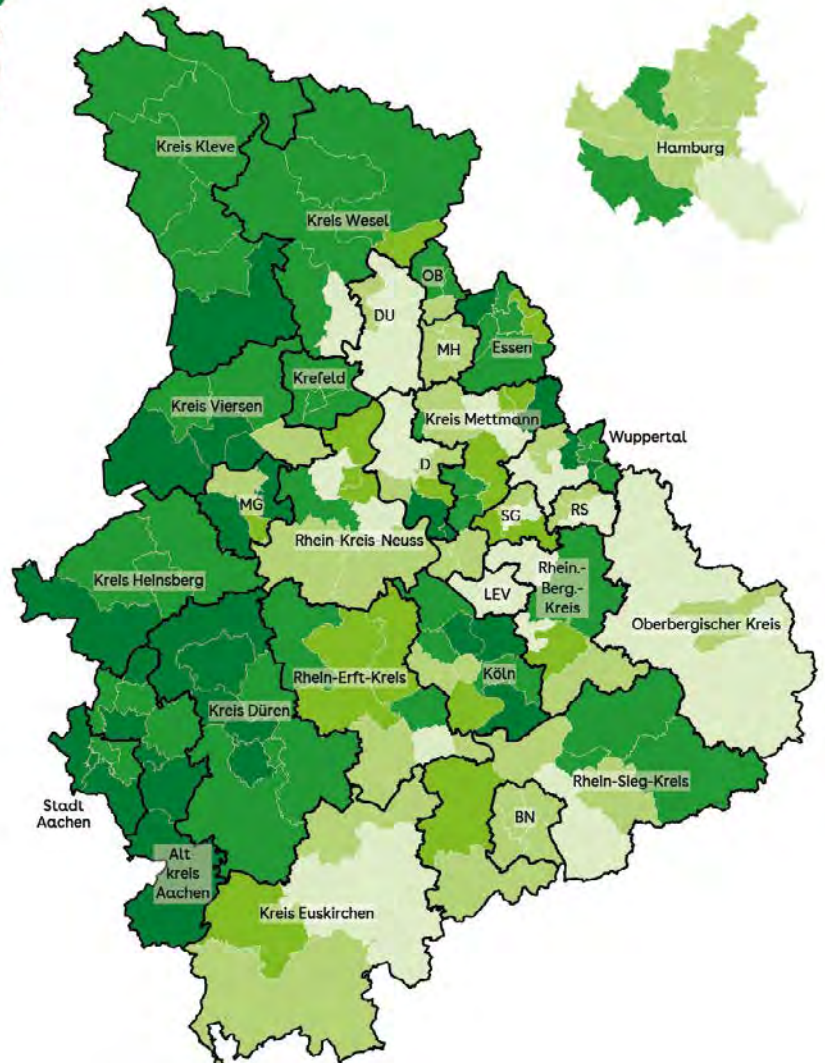 Kreis Kleve
Hamburg
Kreis Wesel
OB
DU
MH
Essen
Krefeld
Kreis Viersen
Kreis Mettmann
Wuppertal
D
MG
SG
RS
Rhein-Kreis-Neuss
Kreis Heinsberg
Rhein.-
Berg.-
Kreis
LEV
Oberbergischer Kreis
Rhein-Erft-Kreis
Köln
Kreis Düren
Rhein-Sieg-Kreis
Stadt
Aachen
BN
Alt
kreis
Aachen
Kreis Euskirchen